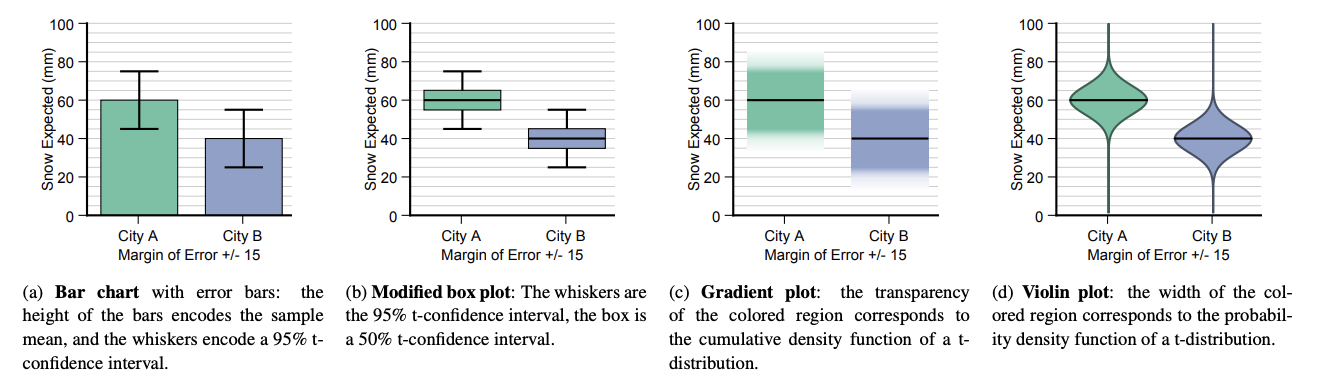 100
80
60
40
20
0
Snow Expected (mm)
City A
City B
Margin of Error +/- 15
(a) Bar chart with error bars: the
height of the bars encodes the sample
mean, and the whiskers encode a 95% t-
confidence interval.
100
80
60
40
20
0
Snow Expected (mm)
City A
City B
Margin of Error +/- 15
(b) Modified box plot: The whiskers are
the 95% t-confidence interval, the box is
a 50% t-confidence interval.
100
80
60
40
20
0
Snow Expected (mm)
City A
City B
Margin of Error +/- 15
(c) Gradient plot: the transparency
of the colored region corresponds to
the cumulative density function of a t-
distribution.
100
80
60
40
20
0
Snow Expected (mm)
City A
City B
Margin of Error +/- 15
(d) Violin plot: the width of the col-
ored region corresponds to the probabil-
ity density function of a t-distribution.